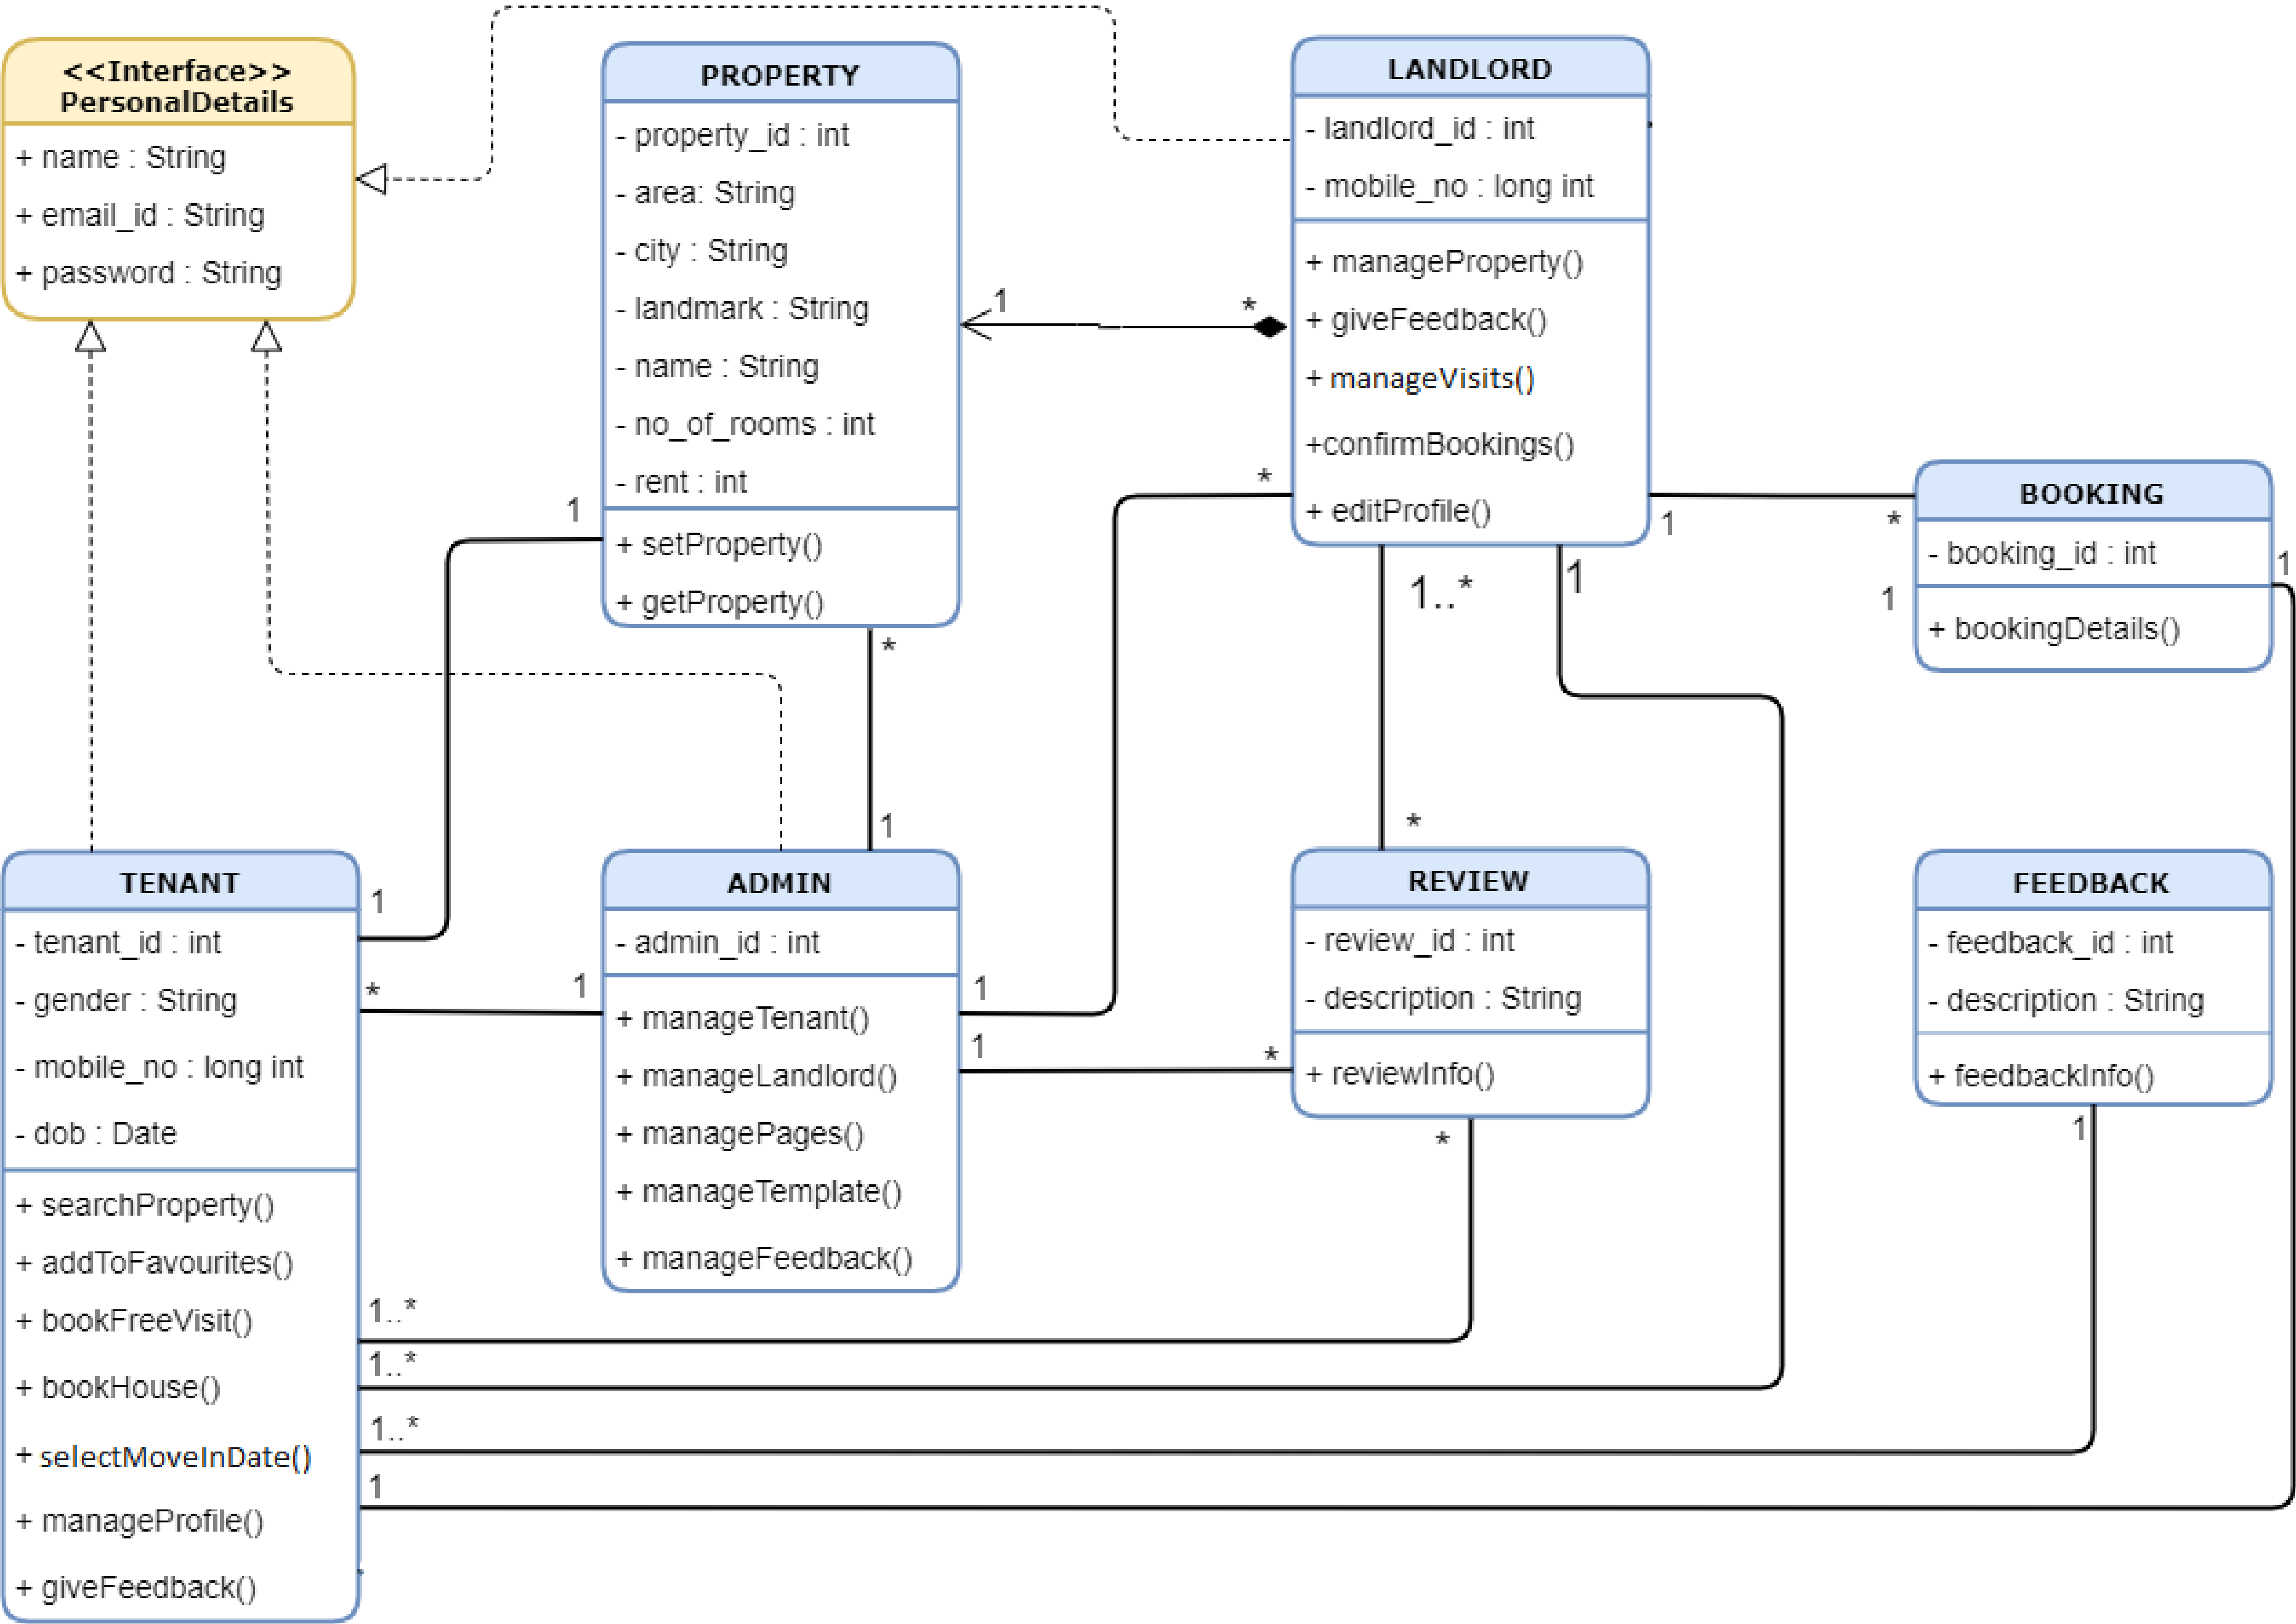 <<Interface>>
PersonalDetails
+ name : String
+ email_id : String
+ password : String
PROPERTY
- property_id : int
- area: String
- city : String
- landmark : String
- name : String
- no_of_rooms : int
- rent : int
+ setProperty()
+ getProperty()
LANDLORD
- landlord_id : int
- mobile_no : long int
+ manageProperty()
+ giveFeedback()
+ manageVisits()
+confirmBookings()
+ editProfile()
1
*
*
1
1
*
1
1
BOOKING
- booking_id : int
+ bookingDetails()
1..*
1
*
1
*
TENANT
- tenant_id : int
- gender : String
- mobile_no : long int
- dob : Date
+ searchProperty()
+ addToFavourites()
+ bookFreeVisit()
+ bookHouse()
+ selectMoveInDate()
+ manageProfile()
+ giveFeedback()
1
*
1
ADMIN
- admin_id : int
+ manageTenant()
+ manageLandlord()
+ managePages()
+ manageTemplate()
+ manageFeedback()
1
1
*
REVIEW
- review_id : int
- description : String
+ reviewInfo()
*
FEEDBACK
- feedback_id : int
- description : String
+ feedbackInfo()
1
1..*
1..*
1..*
1